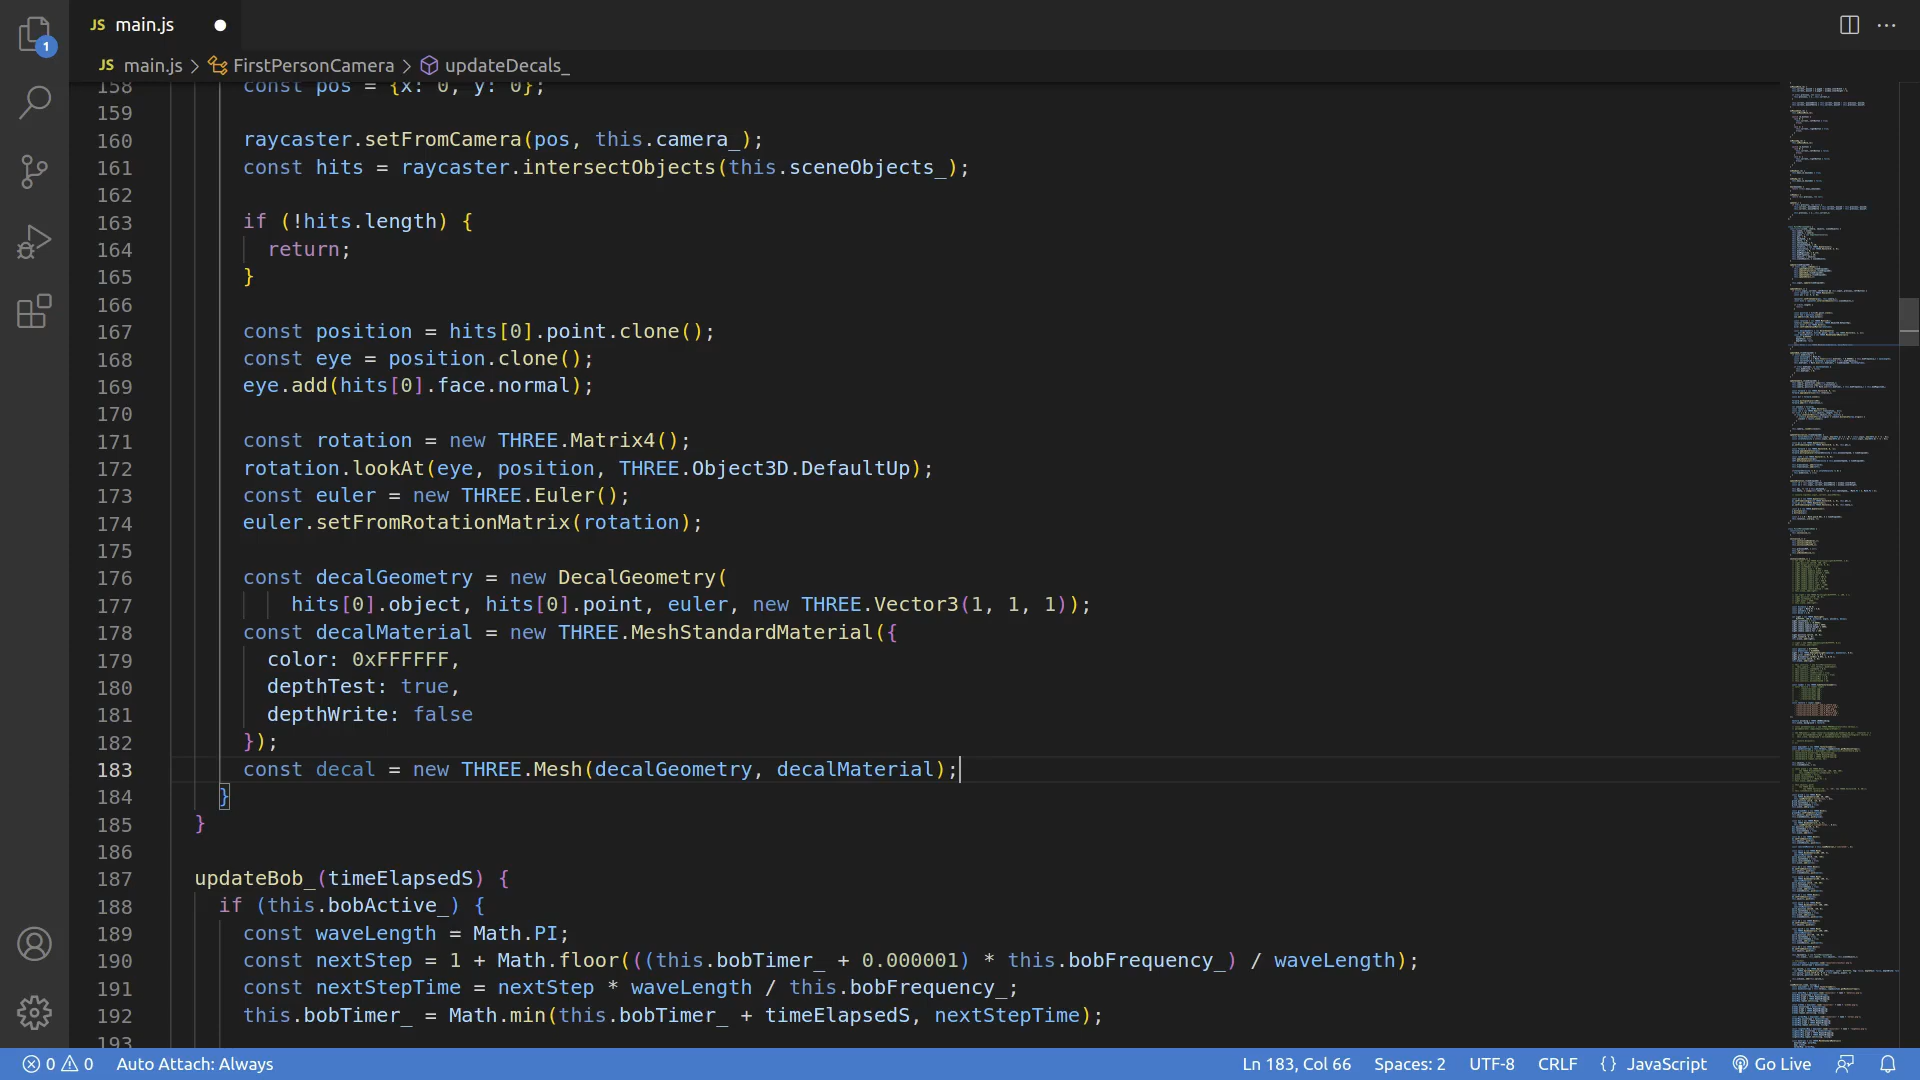 JS main.js
JS main.js > FirstPersonCamera > updateDecals_
1
158 const pos = {x: 0, y: 0};
159
160 raycaster.setFromCamera(pos, this.camera_);
161 const hits = raycaster.intersectObjects(this.sceneObjects_);
162
163 if (!hits.length) {
164 return;
165 }
166
167 const position = hits[0].point.clone();
168 const eye = position.clone();
169 eye.add(hits[0].face.normal);
170
171 const rotation = new THREE.Matrix4();
172 rotation.lookAt(eye, position, THREE.Object3D.DefaultUp);
173 const euler = new THREE.Euler();
174 euler.setFromRotationMatrix(rotation);
175
176 const decalGeometry = new DecalGeometry(
177 hits[0].object, hits[0].point, euler, new THREE.Vector3(1, 1, 1));
178 const decalMaterial = new THREE.MeshStandardMaterial({
179 color: 0xFFFFFF,
180 depthTest: true,
181 depthWrite: false
182 });
183 const decal = new THREE.Mesh(decalGeometry, decalMaterial);
184 }
185 }
186
187 updateBob_(timeElapsedS) {
188 if (this.bobActive_) {
189 const waveLength = Math.PI;
190 const nextStep = 1 + Math.floor(((this.bobTimer_ + 0.000001) * this.bobFrequency_) / waveLength);
191 const nextStepTime = nextStep * waveLength / this.bobFrequency_;
192 this.bobTimer_ = Math.min(this.bobTimer_ + timeElapsedS, nextStepTime);
193
0 0 Auto Attach: Always Ln 183, Col 66 Spaces: 2 UTF-8 CRLF {} JavaScript Go Live